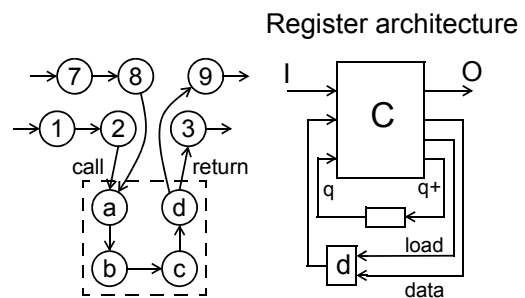 Register architecture
7 8 9
1 2 3
call return
a d
b c
I O
C
q q+
d load
data